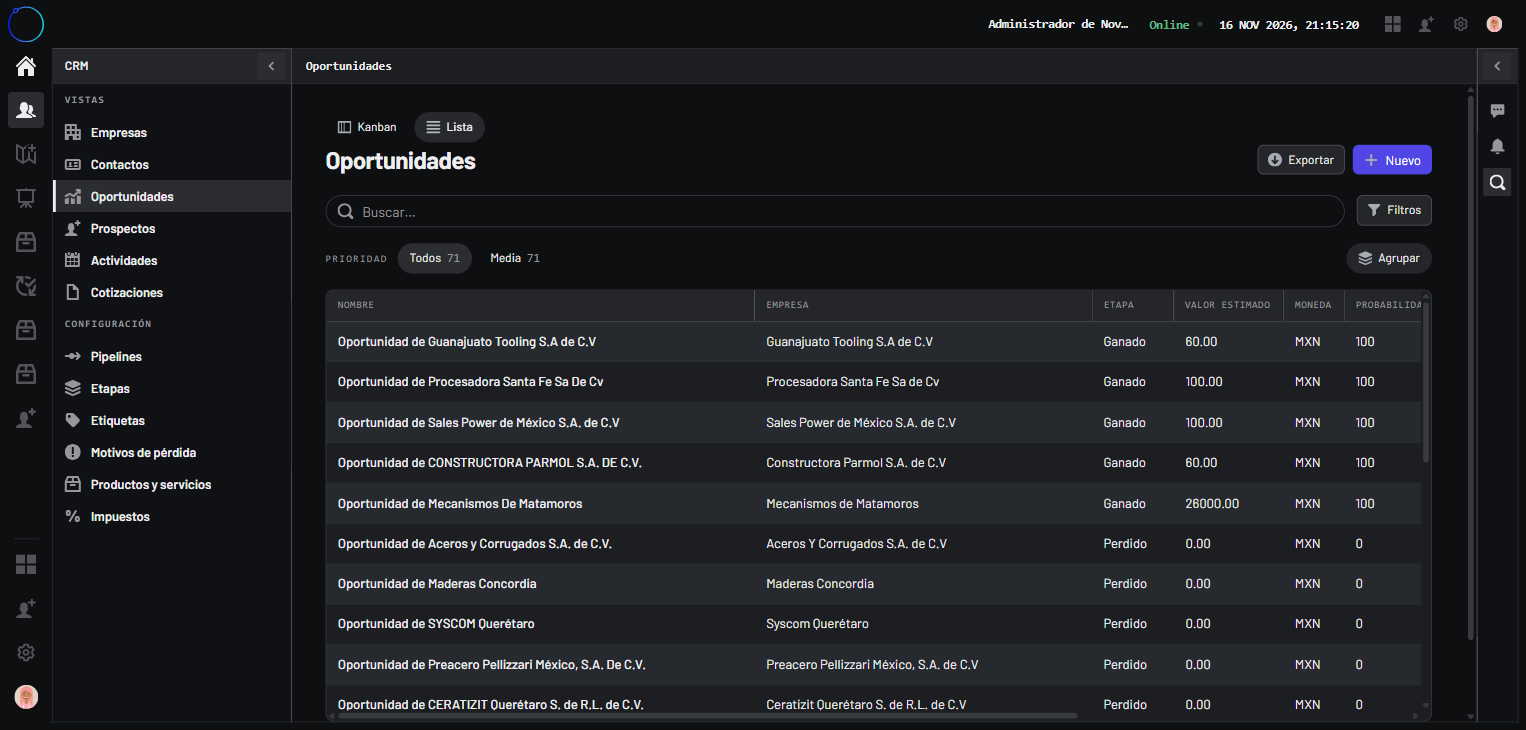 Administrador de Nov… Online 16 NOV 2026, 21:15:20
CRM
Oportunidades
VISTAS
Empresas
Contactos
Oportunidades
Prospectos
Actividades
Cotizaciones
CONFIGURACIÓN
Pipelines
Etapas
Etiquetas
Motivos de pérdida
Productos y servicios
Impuestos
Kanban Lista
Oportunidades
Exportar Nuevo
Buscar...
Filtros
PRIORIDAD Todos 71 Media 71
Agrupar
NOMBRE EMPRESA ETAPA VALOR ESTIMADO MONEDA PROBABILIDA
Oportunidad de Guanajuato Tooling S.A de C.V Guanajuato Tooling S.A de C.V Ganado 60.00 MXN 100
Oportunidad de Procesadora Santa Fe Sa De Cv Procesadora Santa Fe Sa de Cv Ganado 100.00 MXN 100
Oportunidad de Sales Power de México S.A. de C.V Sales Power de México S.A. de C.V Ganado 100.00 MXN 100
Oportunidad de CONSTRUCTORA PARMOL S.A. DE C.V. Constructora Parmol S.A. de C.V Ganado 60.00 MXN 100
Oportunidad de Mecanismos De Matamoros Mecanismos de Matamoros Ganado 26000.00 MXN 100
Oportunidad de Aceros y Corrugados S.A. de C.V. Aceros Y Corrugados S.A. de C.V Perdido 0.00 MXN 0
Oportunidad de Maderas Concordia Maderas Concordia Perdido 0.00 MXN 0
Oportunidad de SYSCOM Querétaro Syscom Querétaro Perdido 0.00 MXN 0
Oportunidad de Preacero Pellizzari México, S.A. De C.V. Preacero Pellizzari México, S.A. de C.V Perdido 0.00 MXN 0
Oportunidad de CERATIZIT Querétaro S. de R.L. de C.V. Ceratizit Querétaro S. de R.L. de C.V Perdido 0.00 MXN 0